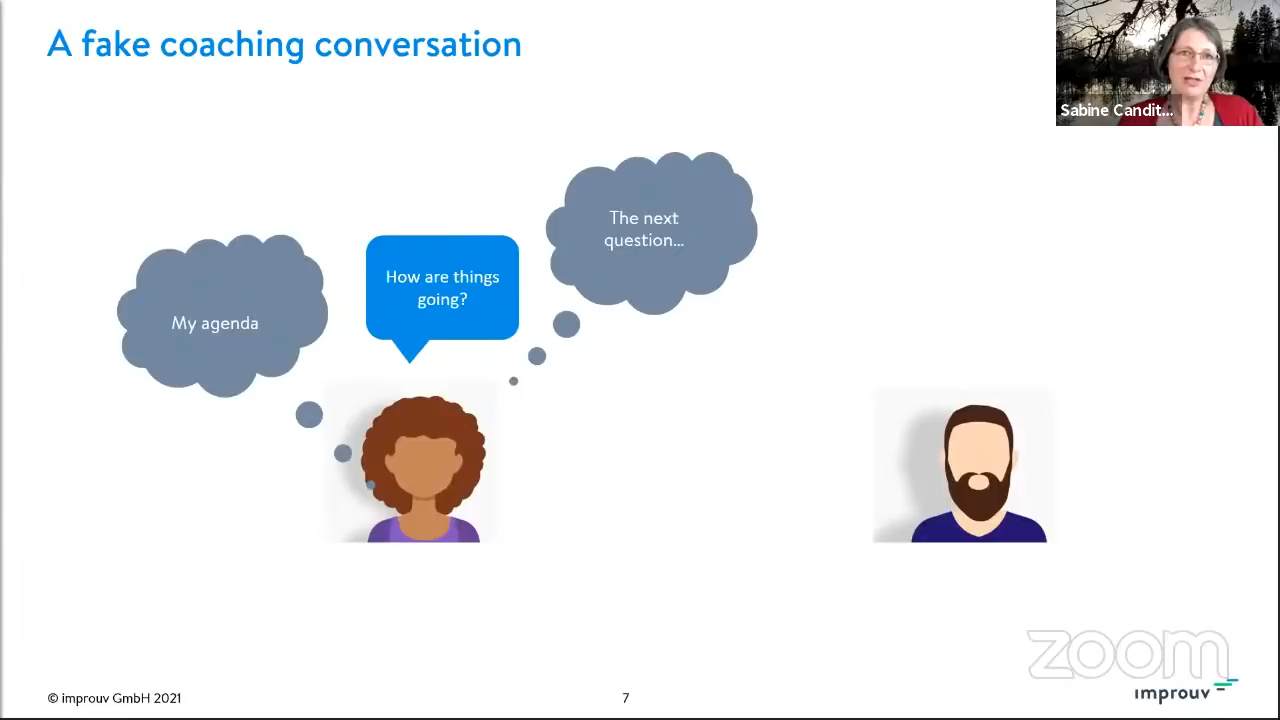 A fake coaching conversation
Sabine Candit...
The next
question...
How are things
going?
My agenda
zoom
improuv
© improuv GmbH 2021
7